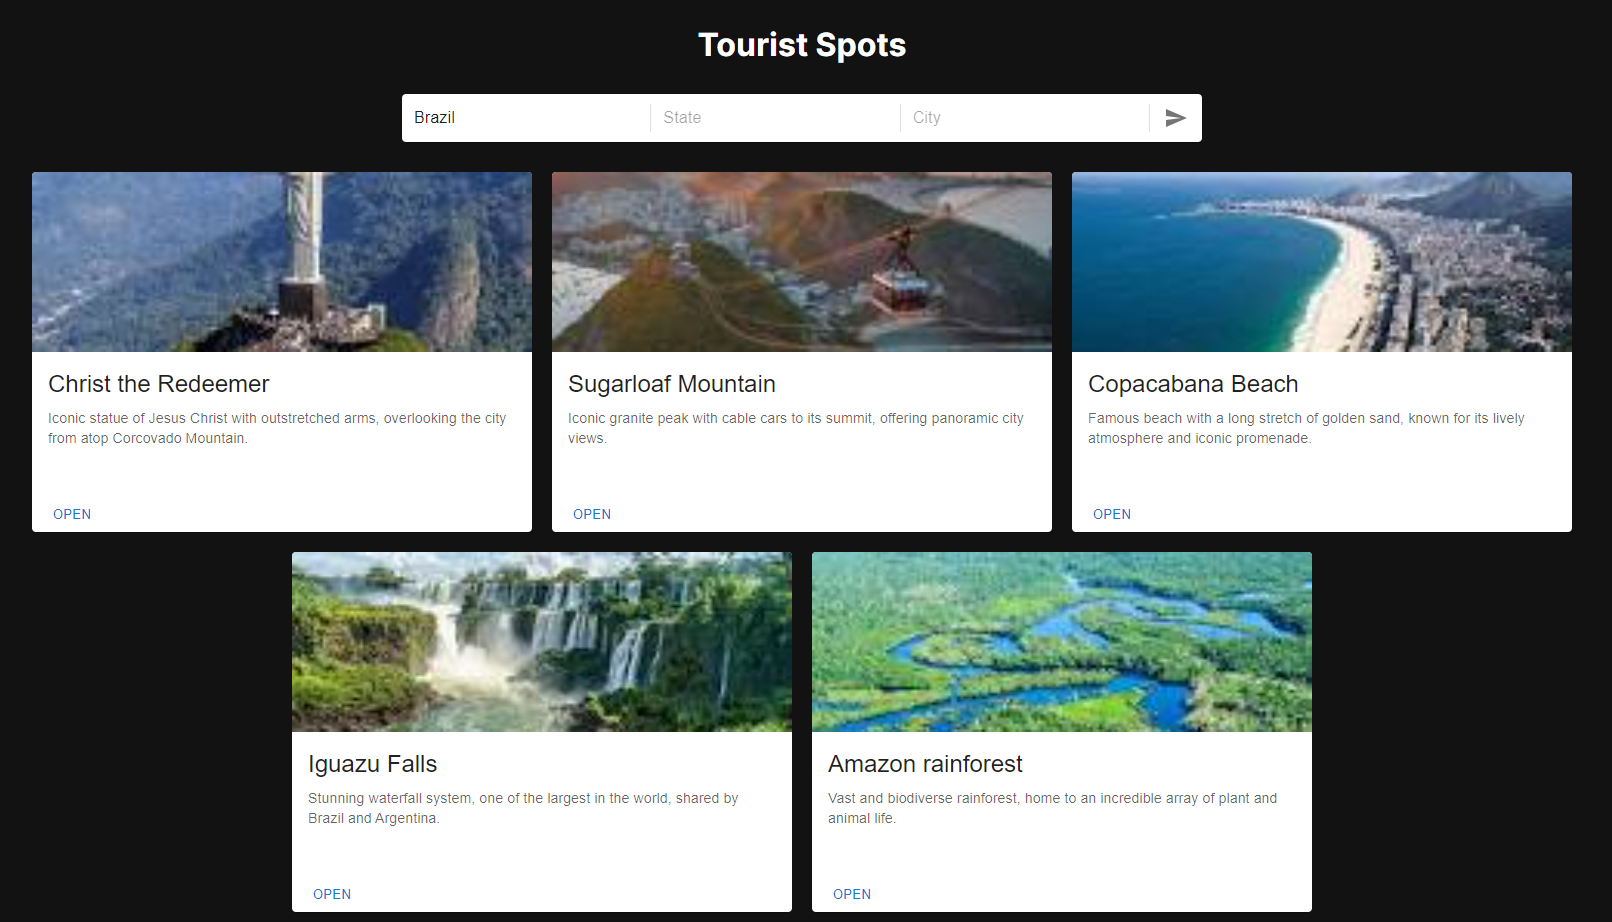 Tourist Spots
Brazil
State
City
Christ the Redeemer
Iconic statue of Jesus Christ with outstretched arms, overlooking the city
from atop Corcovado Mountain.
OPEN
Sugarloaf Mountain
Iconic granite peak with cable cars to its summit, offering panoramic city
views.
OPEN
Copacabana Beach
Famous beach with a long stretch of golden sand, known for its lively
atmosphere and iconic promenade.
OPEN
Iguazu Falls
Stunning waterfall system, one of the largest in the world, shared by
Brazil and Argentina.
OPEN
Amazon rainforest
Vast and biodiverse rainforest, home to an incredible array of plant and
animal life.
OPEN